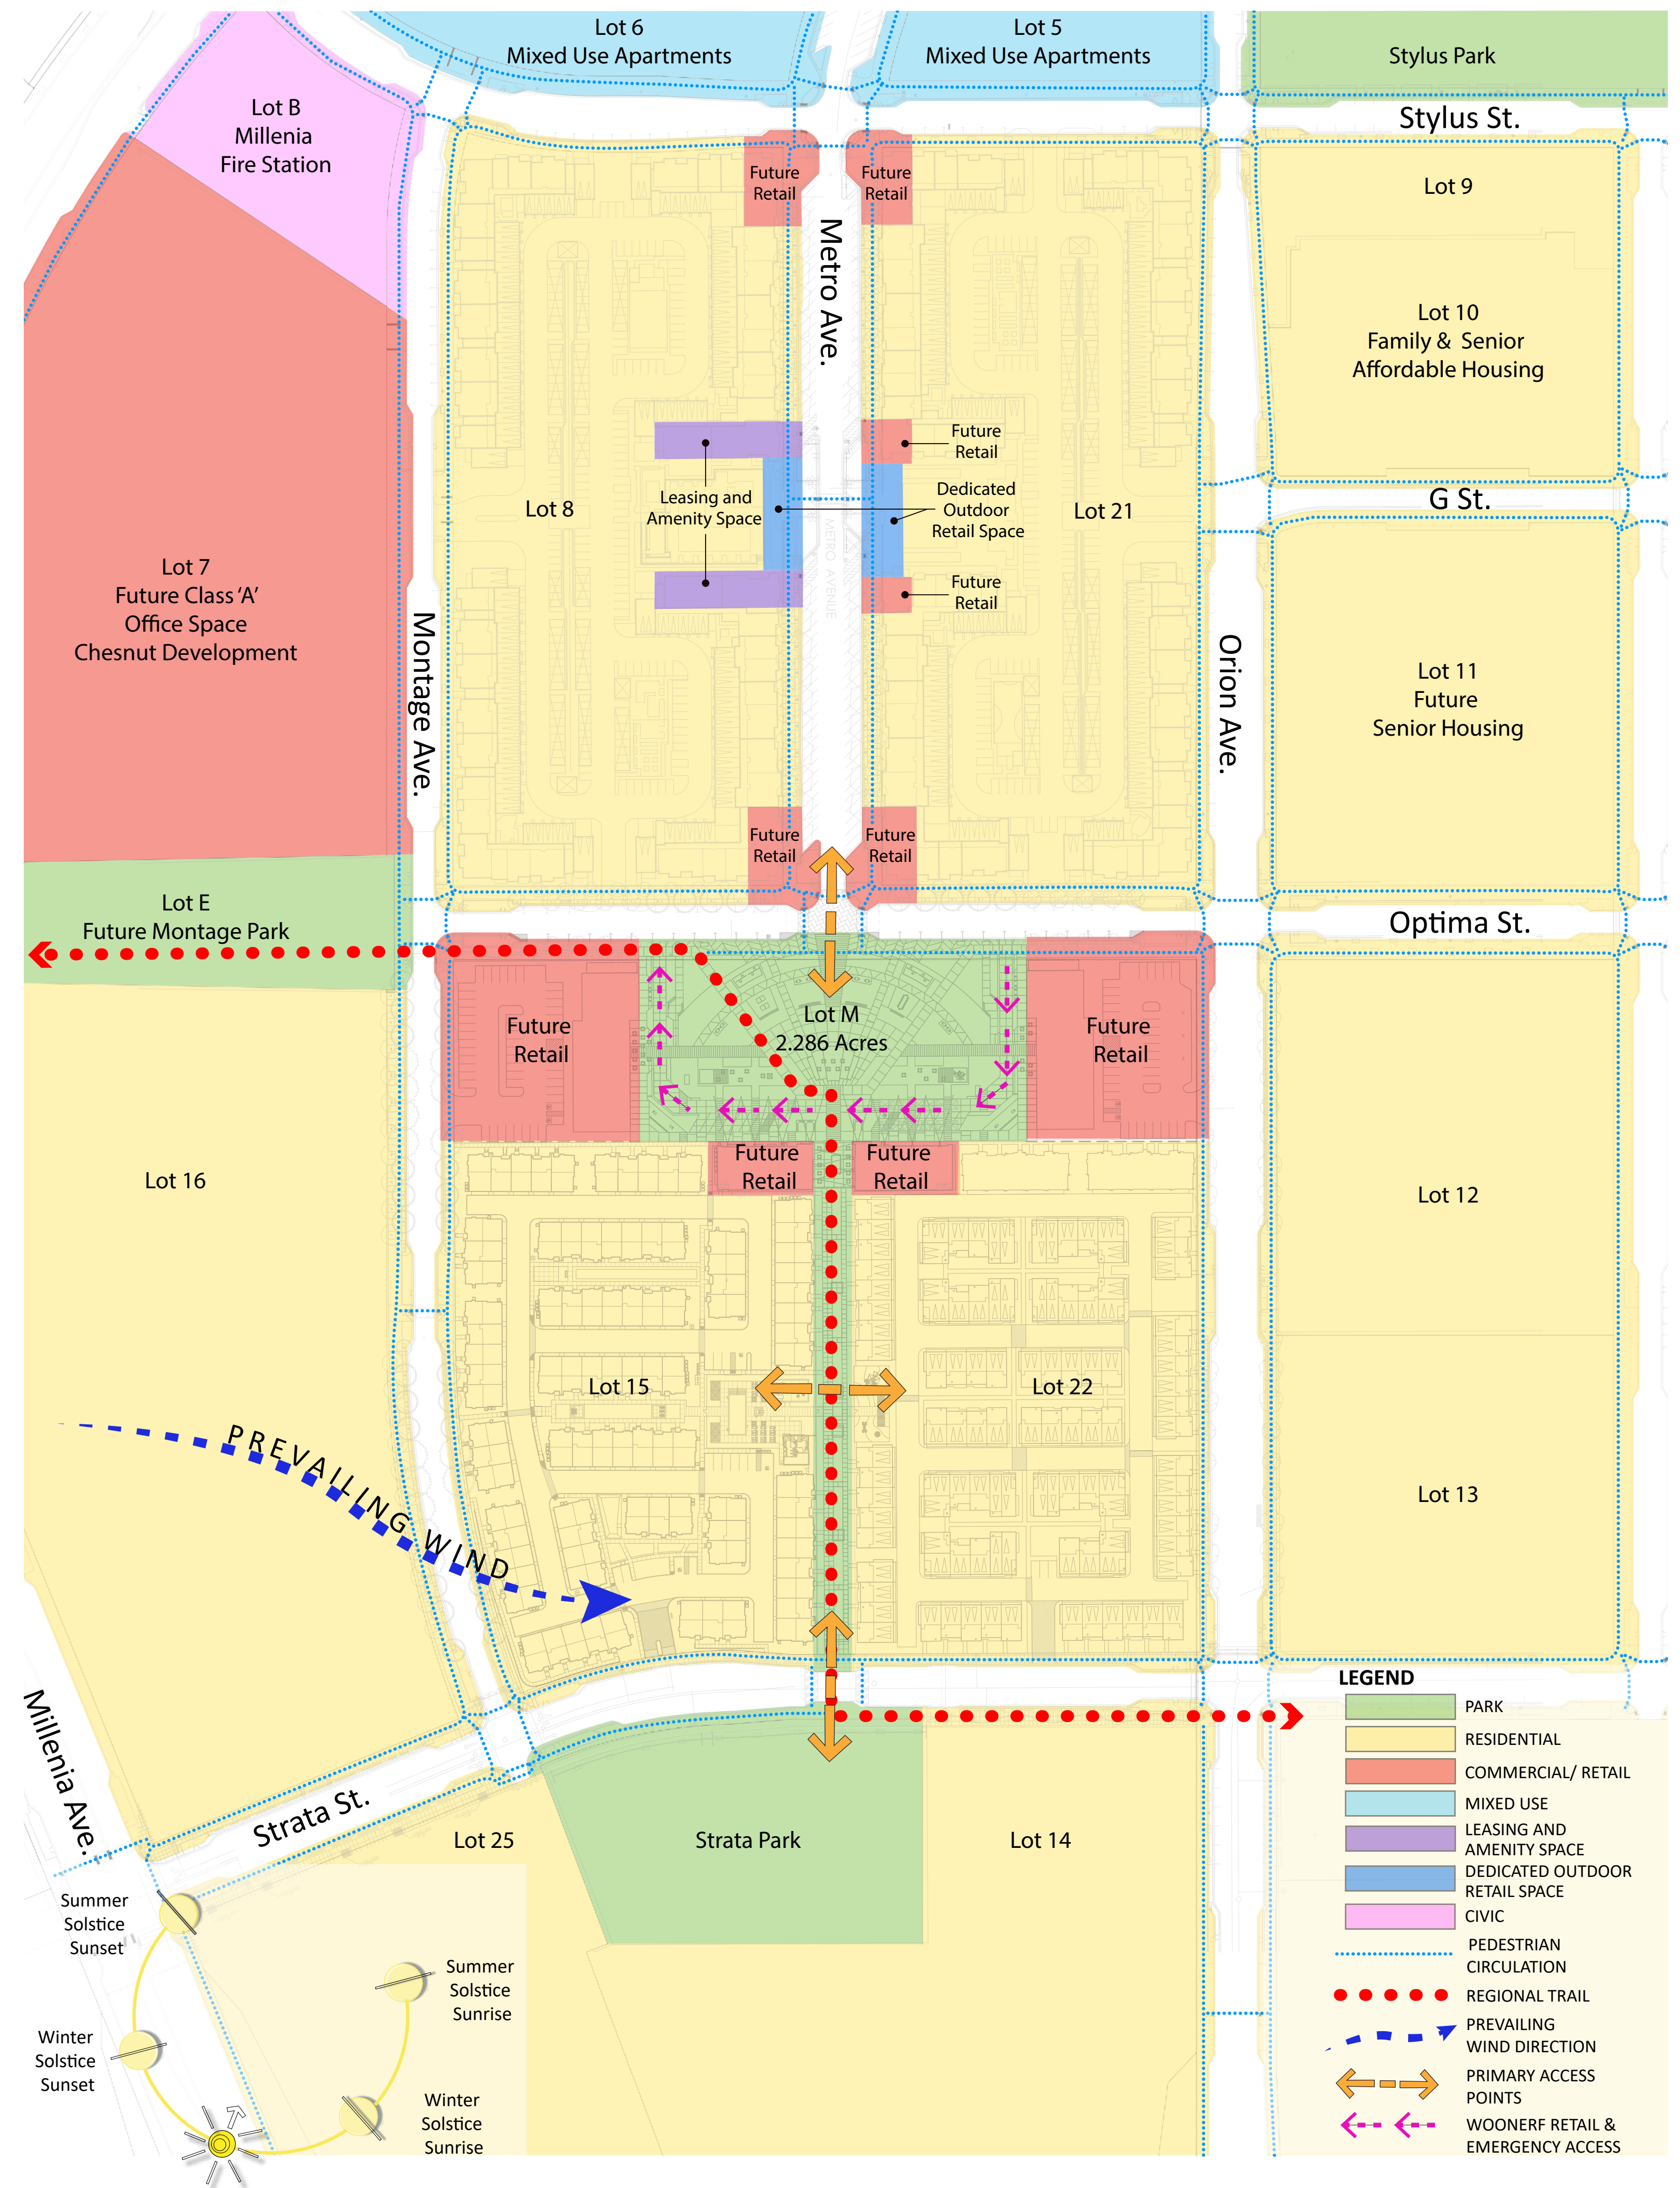 Lot 6
Mixed Use Apartments
Lot 5
Mixed Use Apartments
Stylus Park
Stylus St.
Lot B
Millenia
Fire Station
Future
Retail
Future
Retail
Metro Ave.
Lot 9
Lot 10
Family & Senior
Affordable Housing
Future
Retail
Leasing and
Amenity Space
Dedicated
Outdoor
Retail Space
Lot 8
Lot 21
G St.
METRO AVENUE
Future
Retail
Lot 7
Future Class ‘A’
Office Space
Chesnut Development
Montage Ave.
Orion Ave.
Lot 11
Future
Senior Housing
Future
Retail
Future
Retail
Lot E
Future Montage Park
Optima St.
Future
Retail
Lot M
2.286 Acres
Future
Retail
Future
Retail
Future
Retail
Lot 16
Lot 12
Lot 15
Lot 22
PREVAILING WIND
Lot 13
Millenia Ave.
Strata St.
Lot 25
Strata Park
Lot 14
Summer
Solstice
Sunset
Summer
Solstice
Sunrise
Winter
Solstice
Sunset
Winter
Solstice
Sunrise
LEGEND
PARK
RESIDENTIAL
COMMERCIAL/ RETAIL
MIXED USE
LEASING AND
AMENITY SPACE
DEDICATED OUTDOOR
RETAIL SPACE
CIVIC
PEDESTRIAN
CIRCULATION
REGIONAL TRAIL
PREVAILING
WIND DIRECTION
PRIMARY ACCESS
POINTS
WOONERF RETAIL &
EMERGENCY ACCESS